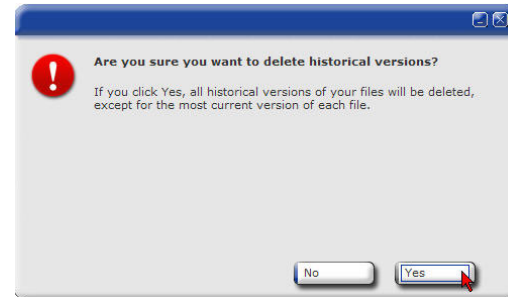 Are you sure you want to delete historical versions?
If you click Yes, all historical versions of your files will be deleted,
except for the most current version of each file.
No
Yes